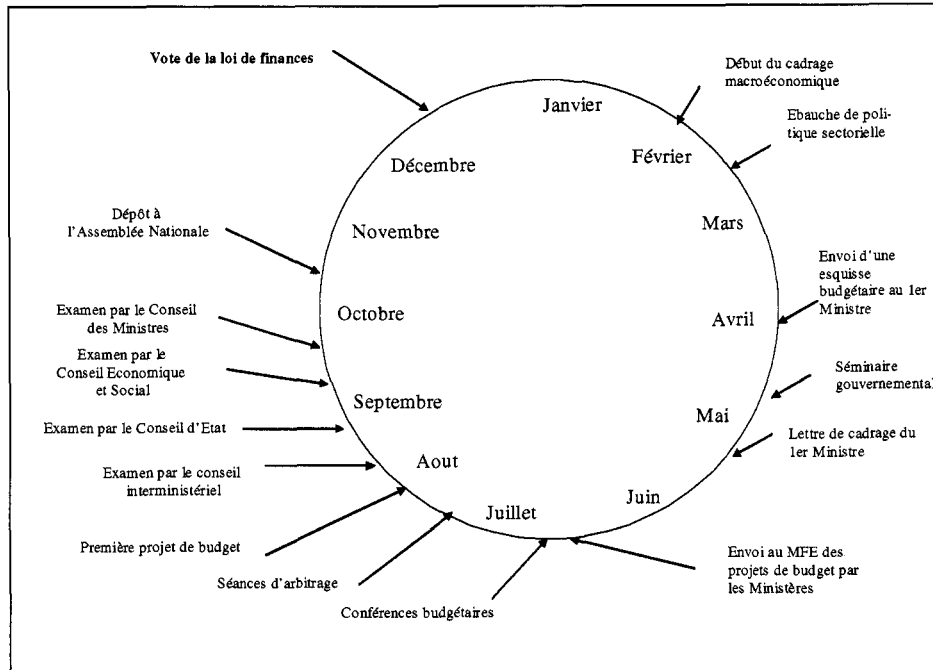 Vote de la loi de finances
Début du cadrage
macroéconomique
Janvier
Ebauche de poli-
tique sectorielle
Février
Décembre
Mars
Dépôt à
l'Assemblée Nationale
Novembre
Envoi d'une
esquisse
budgétaire au 1er
Ministre
Avril
Octobre
Examen par le Conseil
des Ministres
Examen par le
Conseil Economique
et Social
Séminaire
gouvernemental
Septembre
Mai
Examen par le Conseil d'Etat
Lettre de cadrage du
1er Ministre
Aout
Examen par le conseil
interministériel
Juin
Juillet
Première projet de budget
Envoi au MFE des
projets de budget par
les Ministères
Séances d'arbitrage
Conférences budgétaires